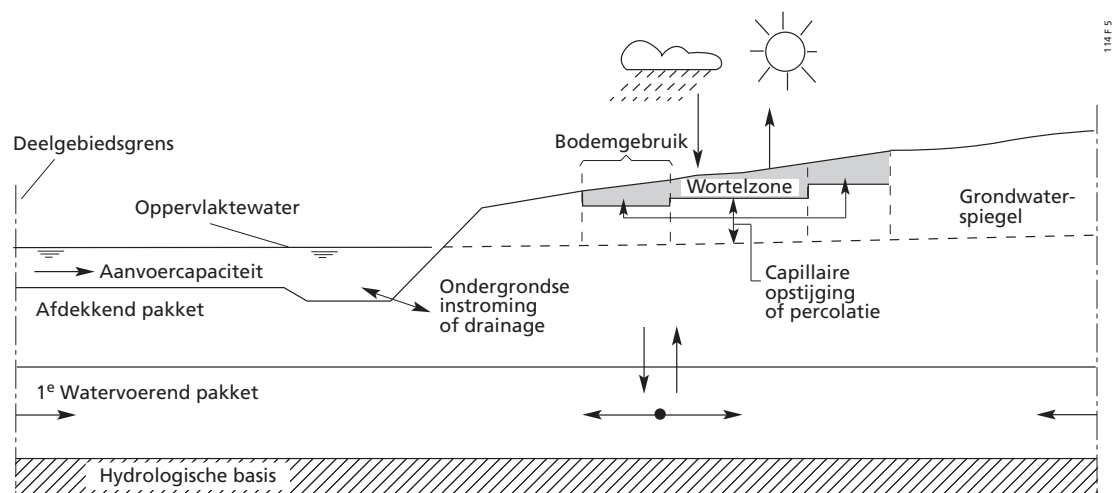 114 F 5
Deelgebiedsgrens
Bodemgebruik
Oppervlaktewater
Wortelzone
Grondwater-
spiegel
Aanvoercapaciteit
Afdekkend pakket
Ondergrondse
instroming
of drainage
Capillaire
opstijging
of percolatie
1e Watervoerend pakket
Hydrologische basis